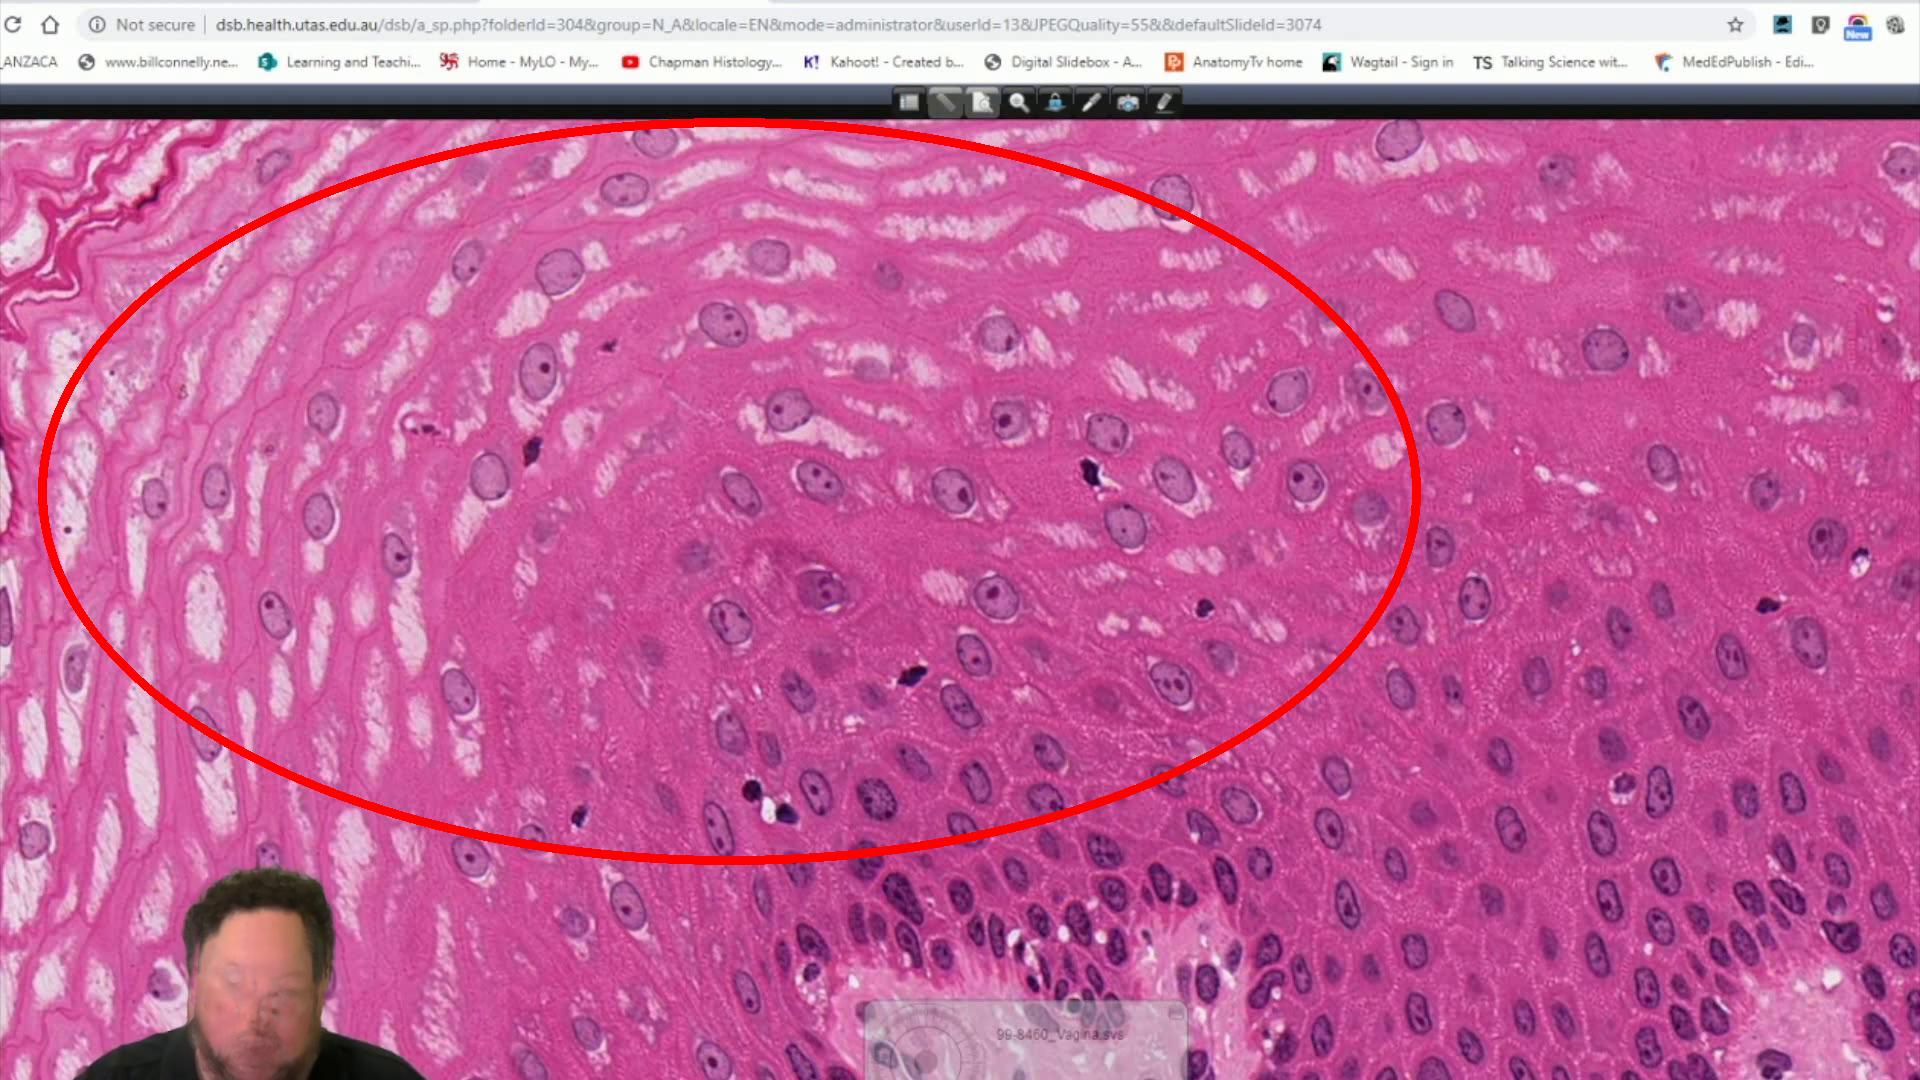 Not secure dsb.health.utas.edu.au/dsb/a_sp.php?folderId=304&group=N_A&locale=EN&mode=administrator&userId=13&JPEGQuality=55&&defaultSlideId=3074
New
ANZACA www.billconnelly.ne... Learning and Teachi... Home - MyLO - My... Chapman Histology... K! Kahoot! - Created b... Digital Slidebox - A... AnatomyTv home Wagtail - Sign in TS Talking Science wit... MedEdPublish - Edi...
99-8460_Vagina.svs